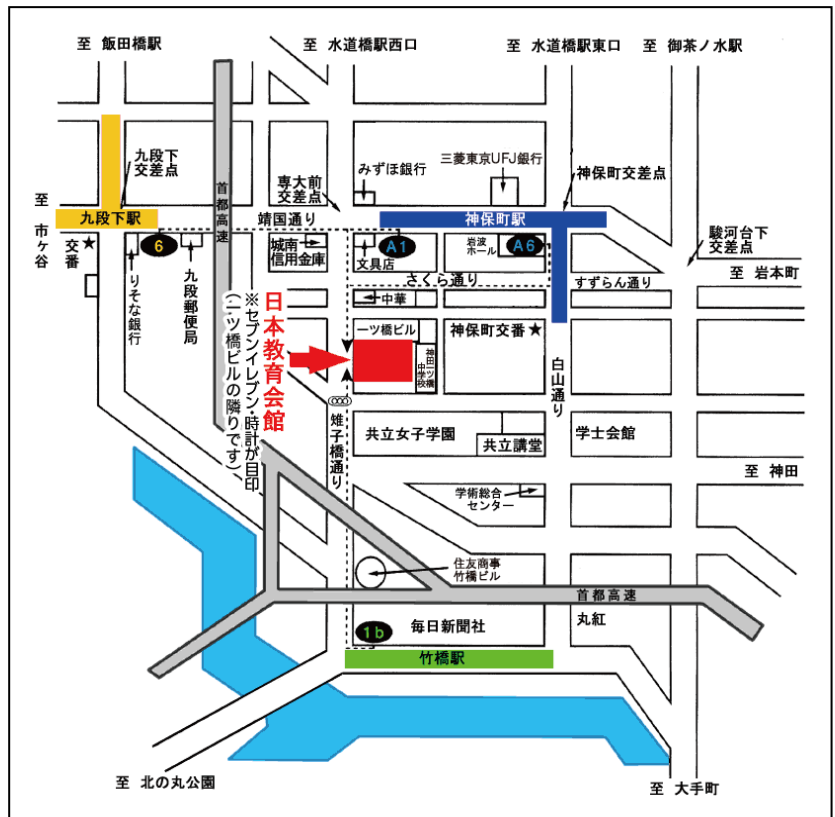 至 飯田橋駅
至 水道橋駅西口
至 水道橋駅東口
至 御茶ノ水駅
九段下
交差点
首都高速
専大前
交差点
みずほ銀行
三菱東京UFJ銀行
神保町交差点
至 市ヶ谷
九段下駅
靖国通り
神保町駅
駿河台下
交差点
交番★
6
城南
信用金庫
A1
文具店
岩波
ホール
A6
りそな銀行
九段郵便局
さくら通り
すずらん通り
至 岩本町
中華
日本教育会館
※セブンイレブン・時計が目印
(一ツ橋ビルの隣りです)
一ツ橋ビル
神田一ツ橋
中学校
神保町交番★
白山通り
雉子橋通り
共立女子学園
共立講堂
学士会館
至 神田
学術総合
センター
住友商事
竹橋ビル
首都高速
1b
毎日新聞社
丸紅
竹橋駅
至 北の丸公園
至 大手町